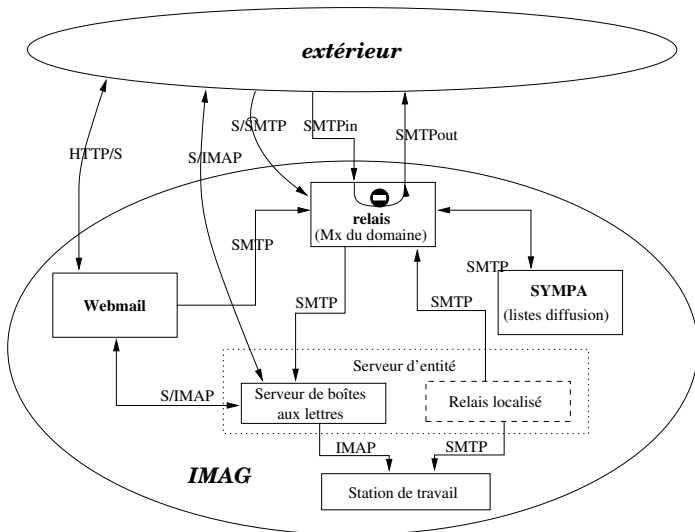 extérieur
S/SMTP
SMTPin
SMTPout
HTTP/S
S/IMAP
relais
(Mx du domaine)
SMTP
SMTP
SYMPA
(listes diffusion)
Webmail
SMTP
SMTP
Serveur d'entité
S/IMAP
Serveur de boîtes
aux lettres
Relais localisé
IMAP
SMTP
IMAG
Station de travail